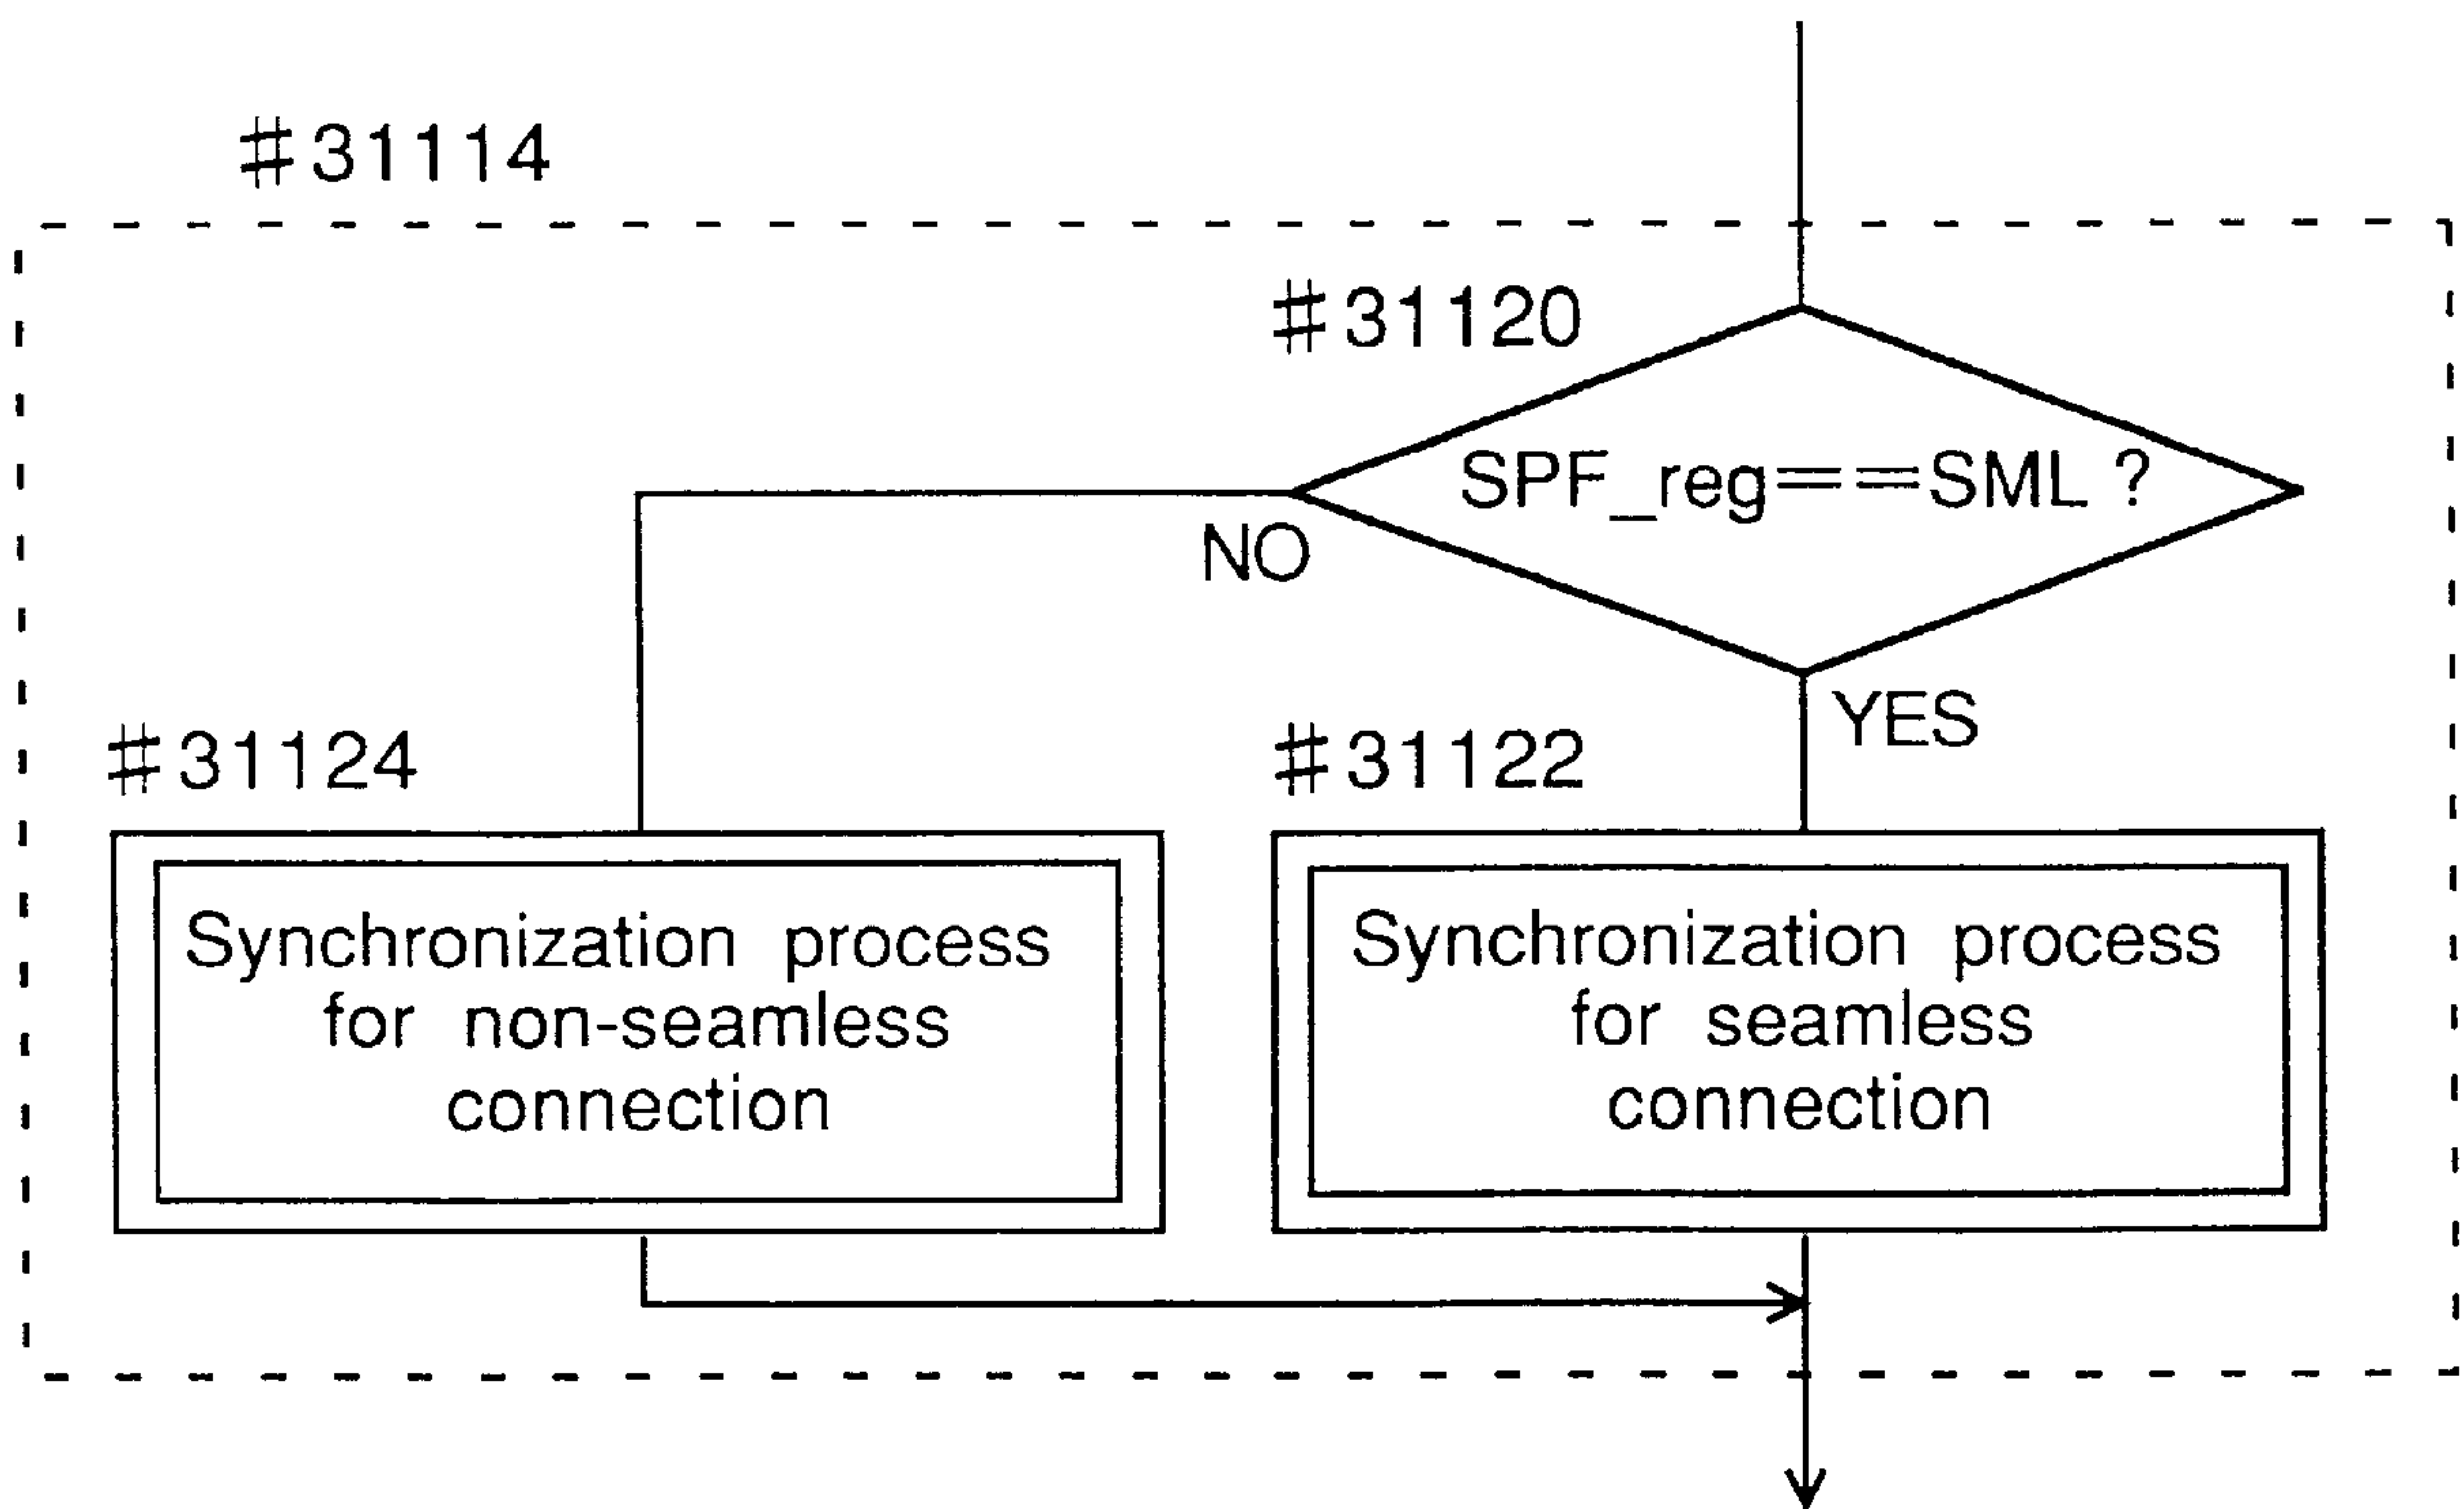 #31114
#31120
SPF_reg==SML ?
NO
YES
#31124
#31122
Synchronization process
for non-seamless
connection
Synchronization process
for seamless
connection